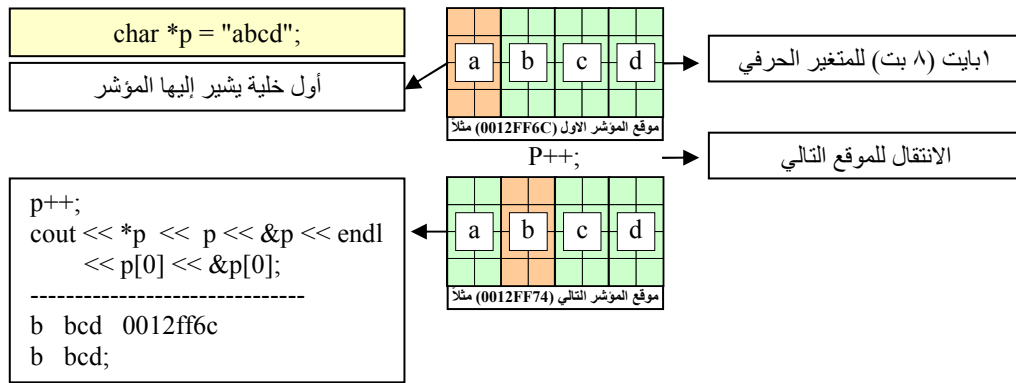 char *p = "abcd";
أول خلية يشير إليها المؤشر
a b c d
١بايت (٨ بت) للمتغير الحرفي
موقع المؤشر الاول (0012FF6C) مثلاً
P++;
الانتقال للموقع التالي
a b c d
موقع المؤشر التالي (0012FF74) مثلاً
p++;
cout << *p << p << &p << endl
<< p[0] << &p[0];
-------------------------------
b bcd 0012ff6c
b bcd;